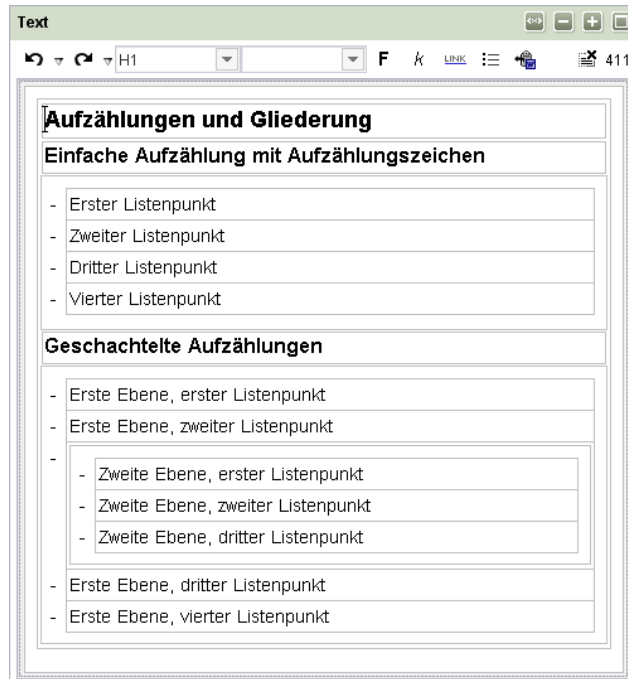 Text
H1 F k LINK 411
Aufzählungen und Gliederung
Einfache Aufzählung mit Aufzählungszeichen
- Erster Listenpunkt
- Zweiter Listenpunkt
- Dritter Listenpunkt
- Vierter Listenpunkt
Geschachtelte Aufzählungen
- Erste Ebene, erster Listenpunkt
- Erste Ebene, zweiter Listenpunkt
-
- Zweite Ebene, erster Listenpunkt
- Zweite Ebene, zweiter Listenpunkt
- Zweite Ebene, dritter Listenpunkt
- Erste Ebene, dritter Listenpunkt
- Erste Ebene, vierter Listenpunkt